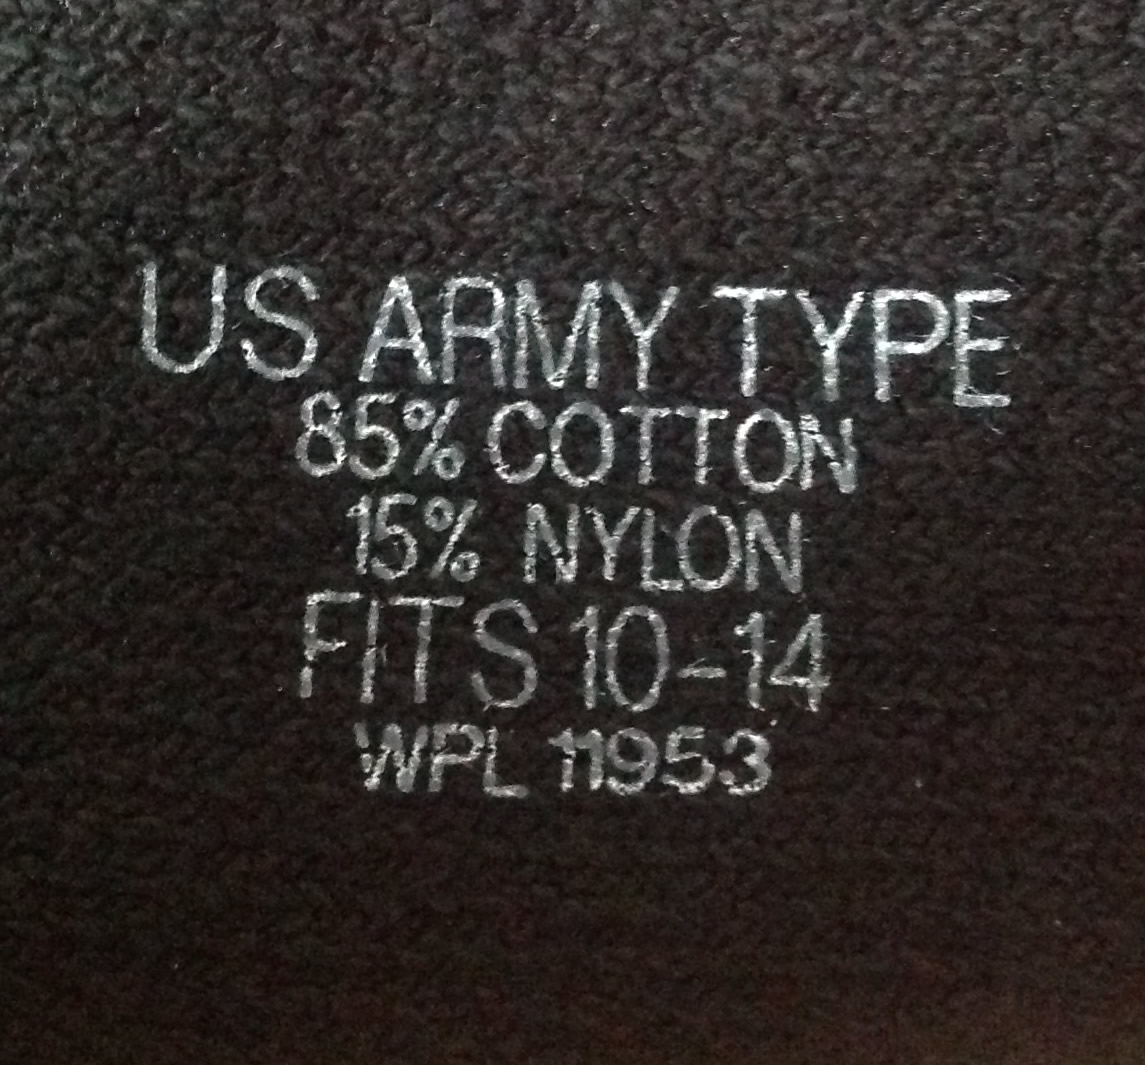 US ARMY TYPE
85% COTTON
15% NYLON
FITS 10-14
WPL 11953